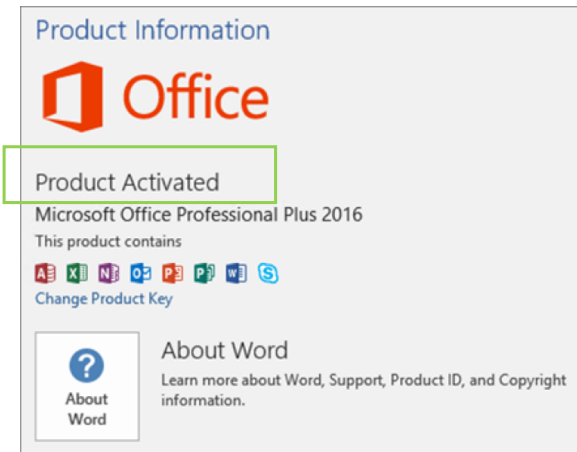 Product Information
Office
Product Activated
Microsoft Office Professional Plus 2016
This product contains
Change Product Key
About Word
Learn more about Word, Support, Product ID, and Copyright
information.
About
Word